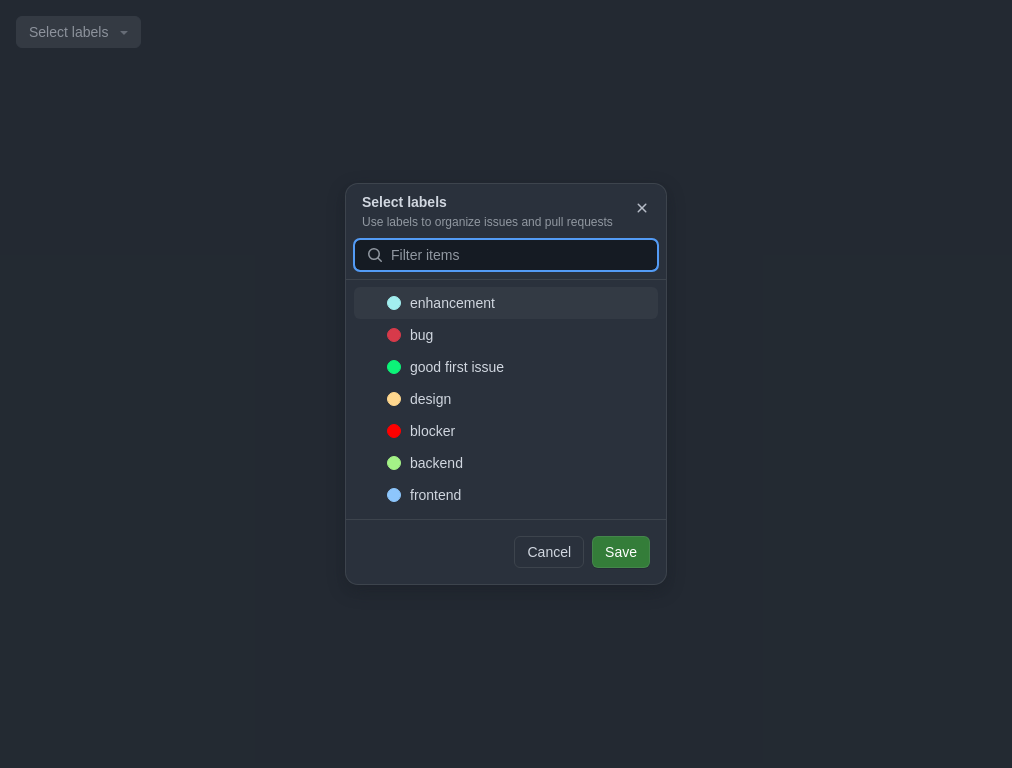 Select labels
Select labels
Use labels to organize issues and pull requests
Filter items
enhancement
bug
good first issue
design
blocker
backend
frontend
Cancel Save